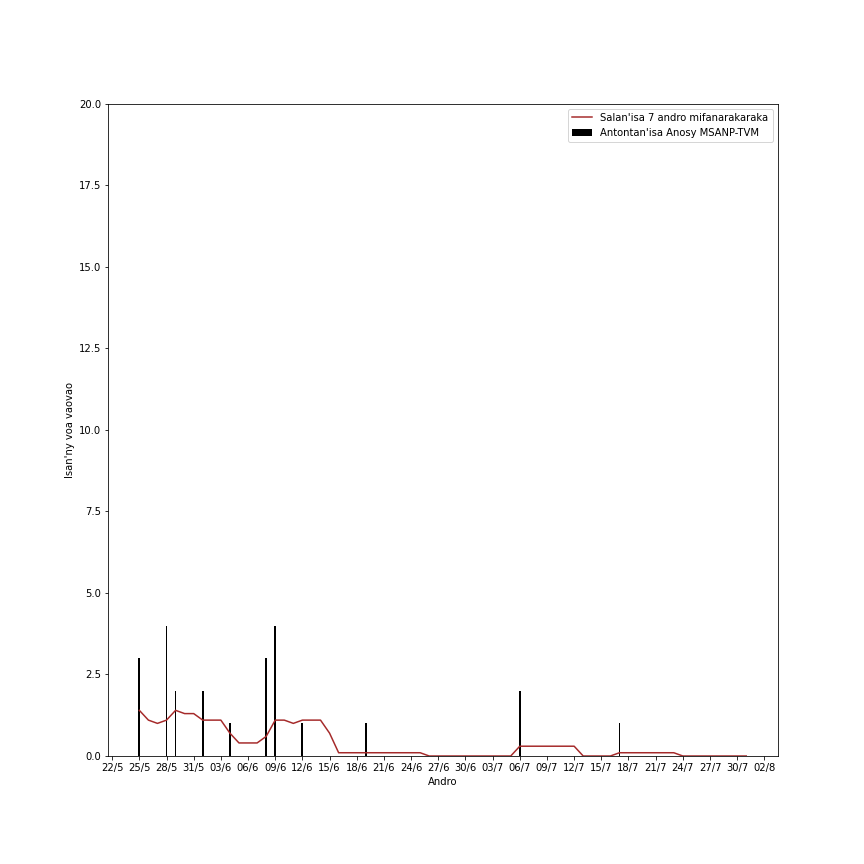 Salan'isa 7 andro mifanarakaraka
Antontan'isa Anosy MSANP-TVM
20.0
17.5
15.0
12.5
10.0
7.5
5.0
2.5
0.0
Isan'ny voa vaovao
22/5 25/5 28/5 31/5 03/6 06/6 09/6 12/6 15/6 18/6 21/6 24/6 27/6 30/6 03/7 06/7 09/7 12/7 15/7 18/7 21/7 24/7 27/7 30/7 02/8
Andro